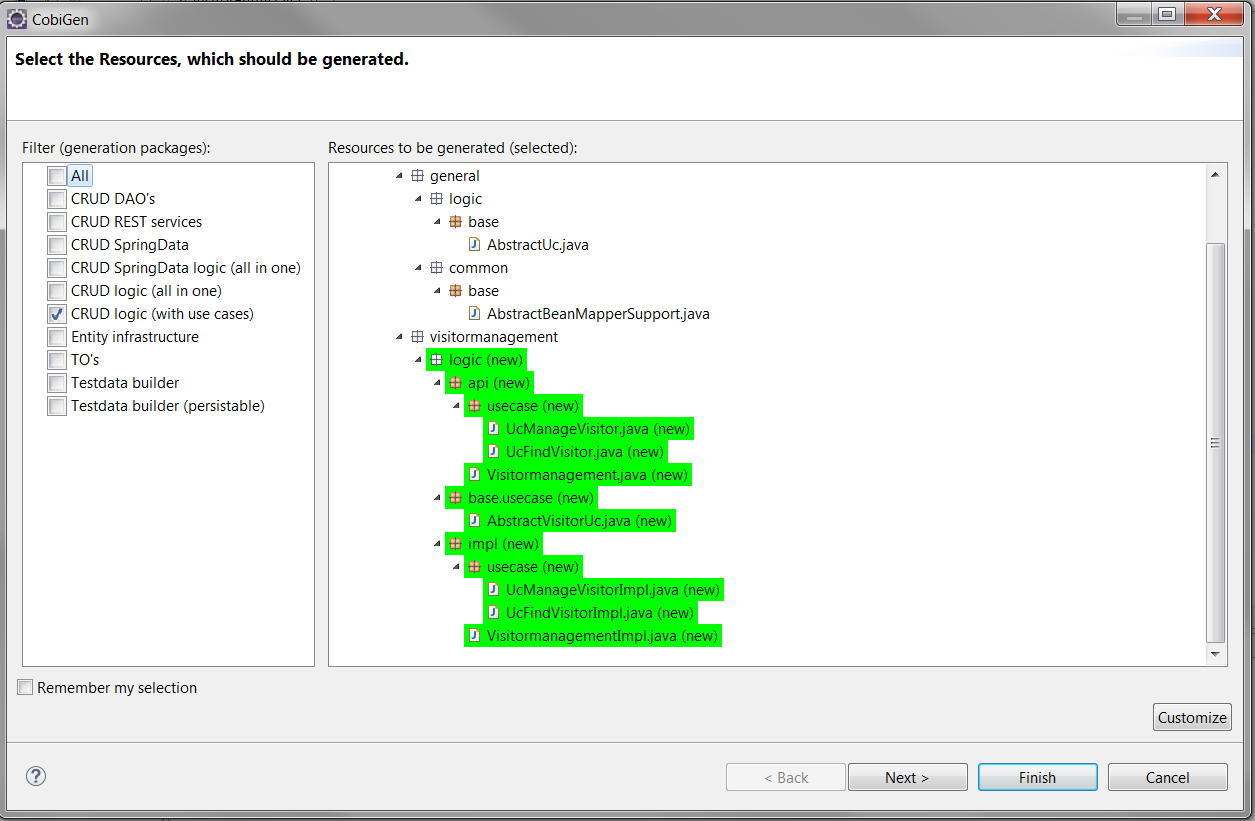 CobiGen
Select the Resources, which should be generated.
Filter (generation packages):
All
CRUD DAO's
CRUD REST services
CRUD SpringData
CRUD SpringData logic (all in one)
CRUD logic (all in one)
CRUD logic (with use cases)
Entity infrastructure
TO's
Testdata builder
Testdata builder (persistable)
Resources to be generated (selected):
general
logic
base
AbstractUc.java
common
base
AbstractBeanMapperSupport.java
visitormanagement
logic (new)
api (new)
usecase (new)
UcManageVisitor.java (new)
UcFindVisitor.java (new)
Visitormanagement.java (new)
base.usecase (new)
AbstractVisitorUc.java (new)
impl (new)
usecase (new)
UcManageVisitorImpl.java (new)
UcFindVisitorImpl.java (new)
VisitormanagementImpl.java (new)
Remember my selection
Customize
?
< Back
Next >
Finish
Cancel